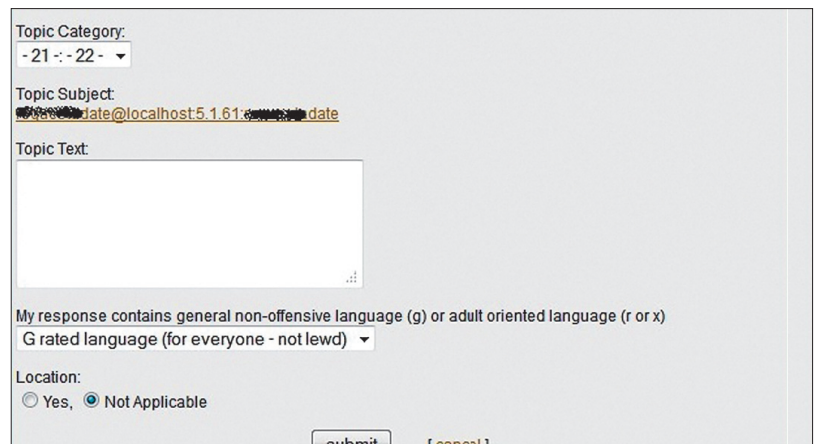 Topic Category:
- 21 -: - 22 -
Topic Subject:
date@localhost:5.1.61: date
Topic Text:
My response contains general non-offensive language (g) or adult oriented language (r or x)
G rated language (for everyone - not lewd)
Location:
Yes, Not Applicable
submit [ cancel ]